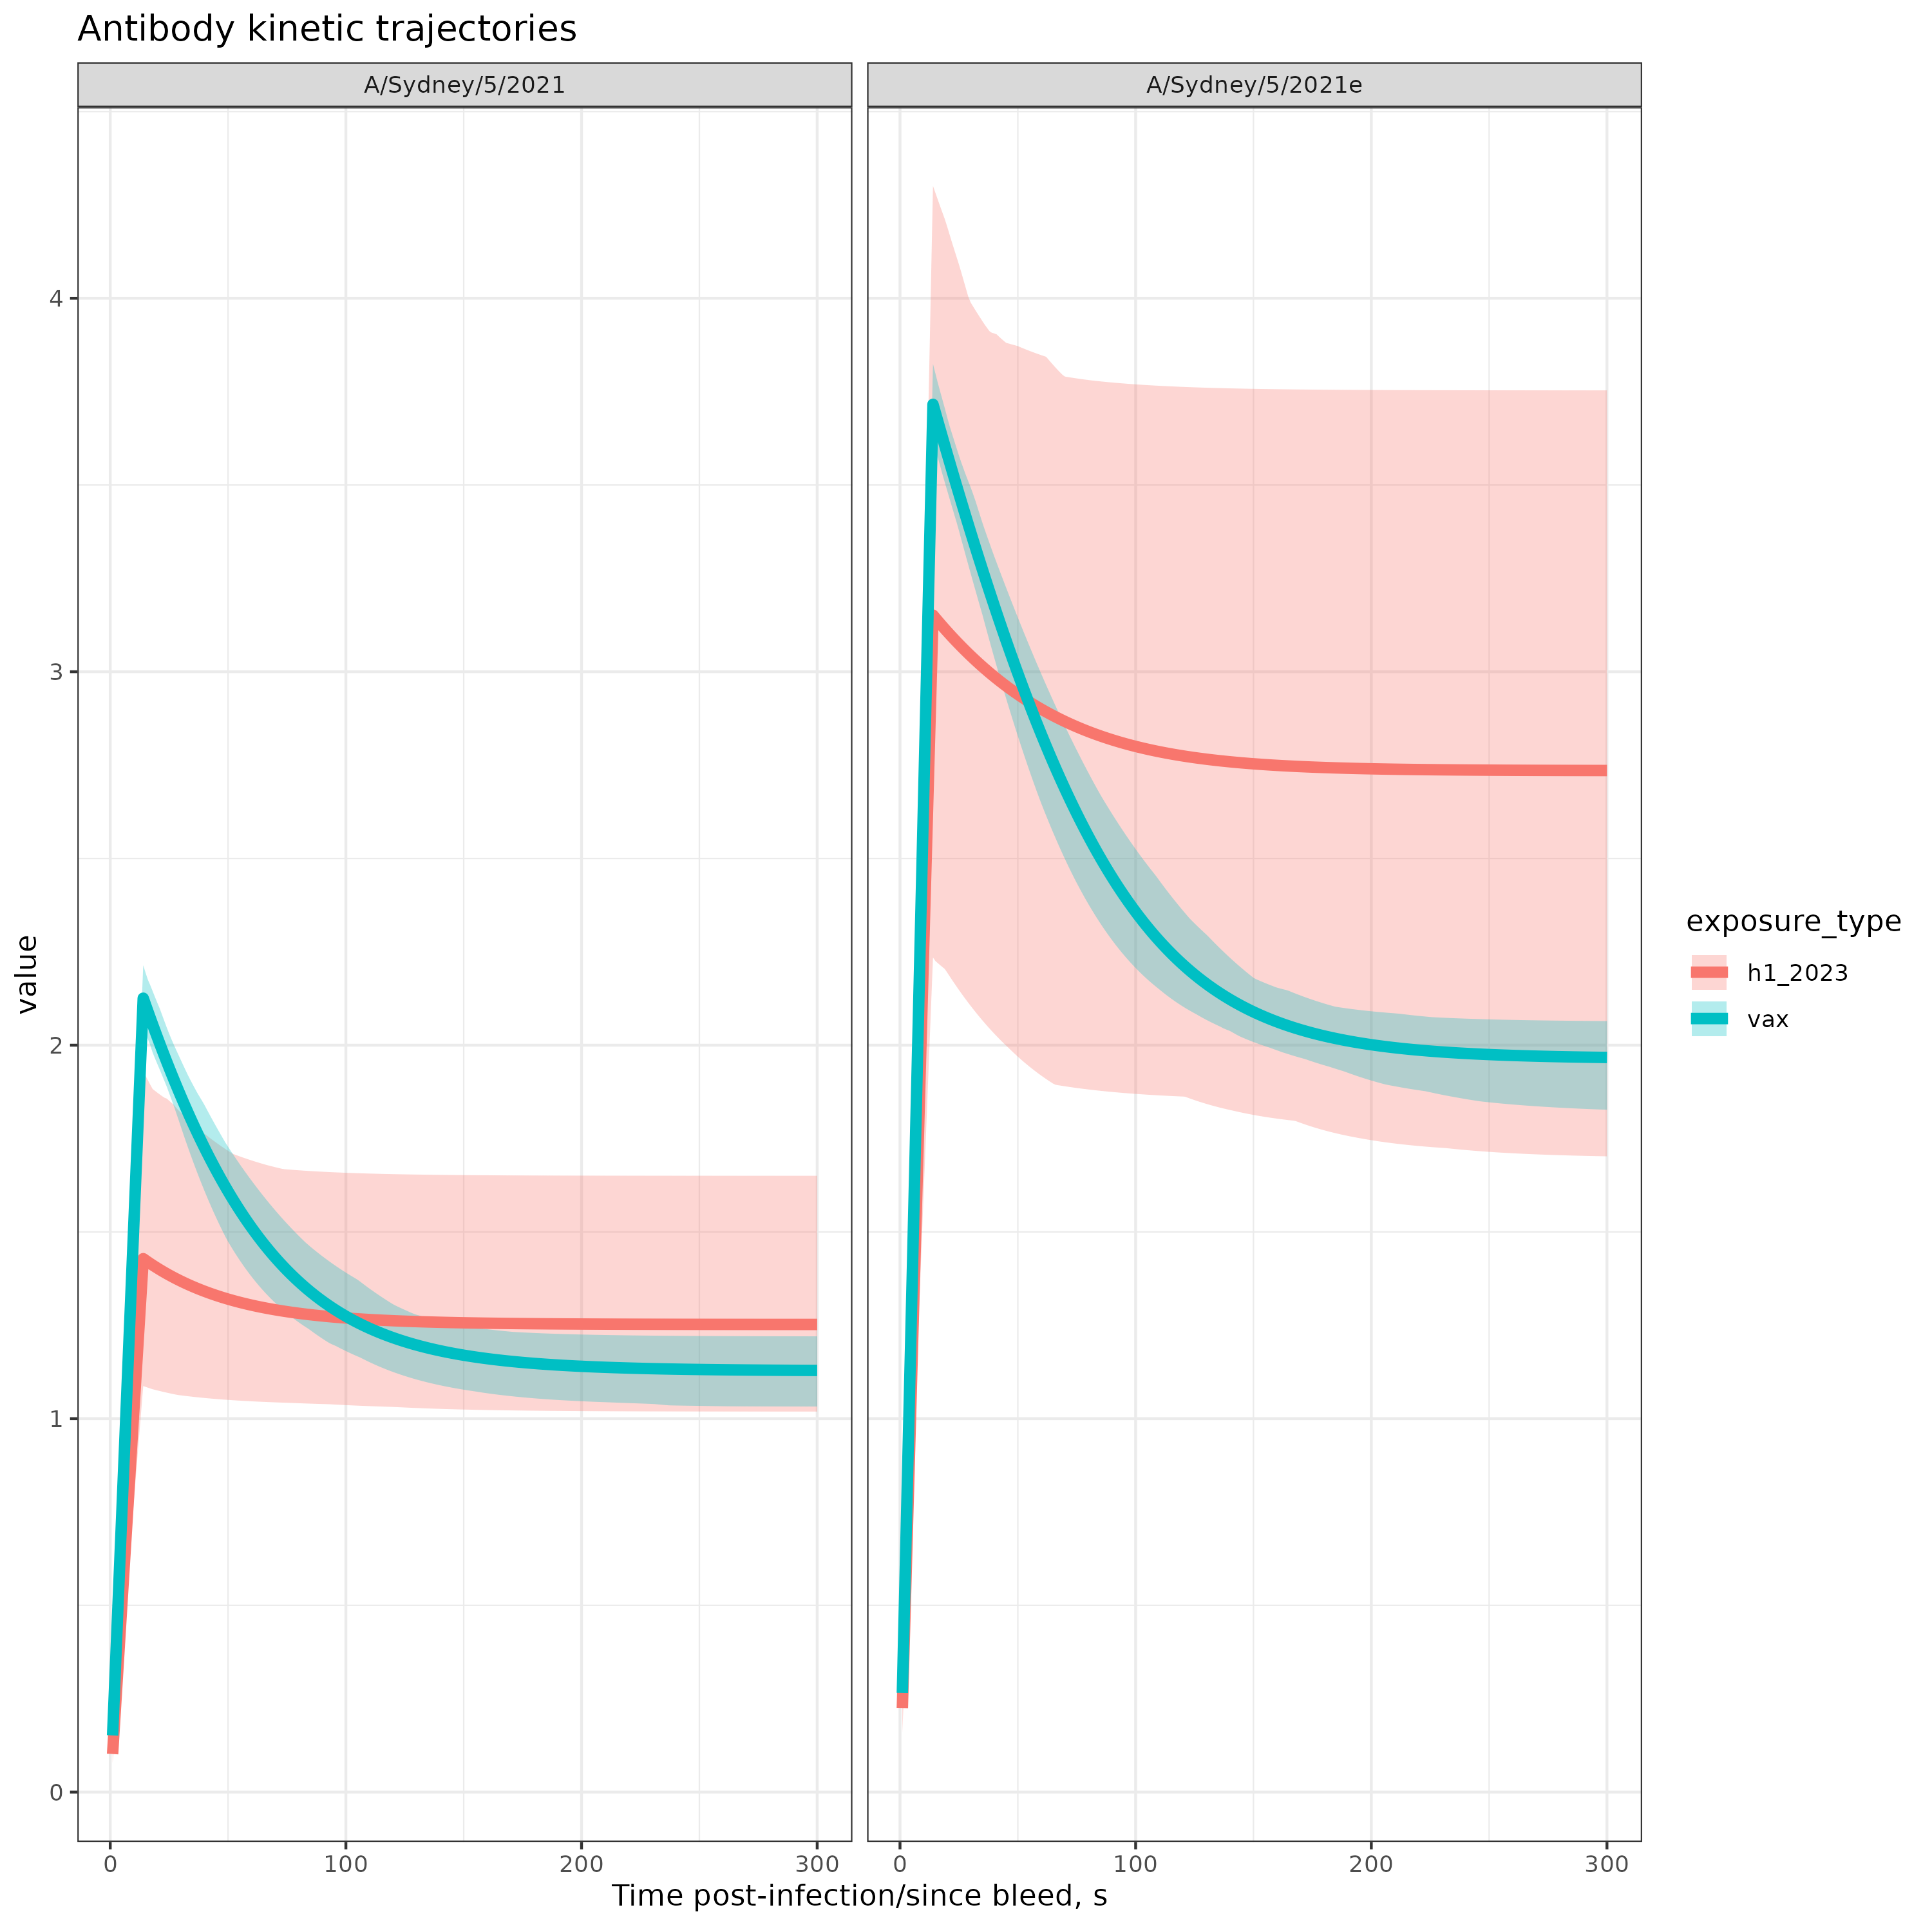 Antibody kinetic trajectories
A/Sydney/5/2021
A/Sydney/5/2021e
value
4
3
2
1
0
0 100 200 300
0 100 200 300
Time post-infection/since bleed, s
exposure_type
h1_2023
vax